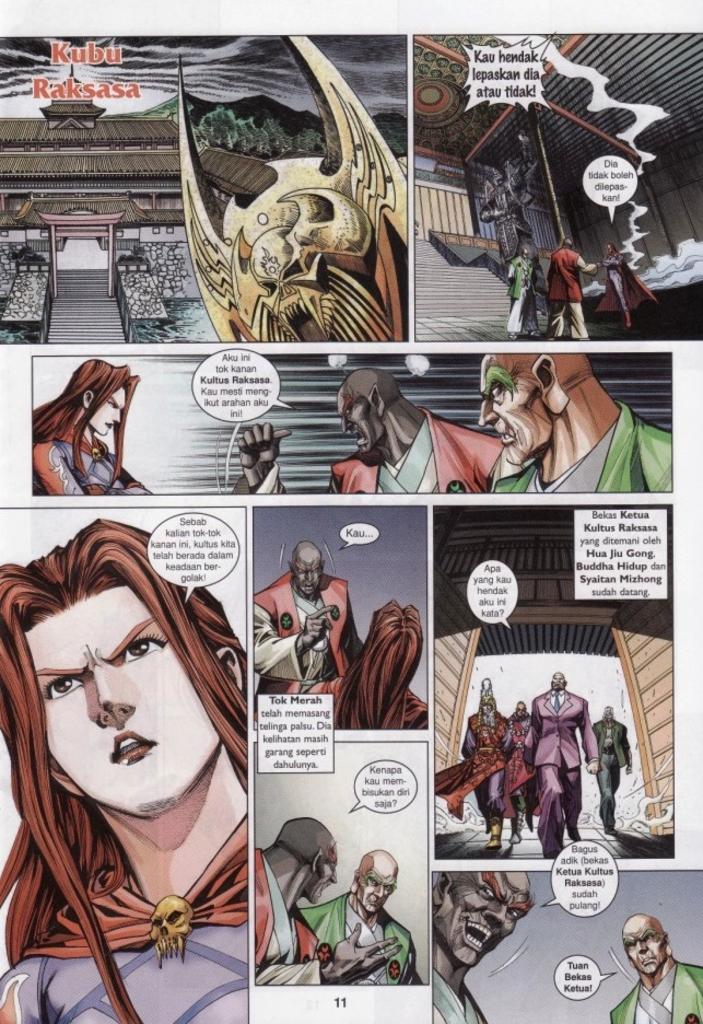 Kubu
Raksasa
Kau hendak
lepaskan dia
atau tidak!
Dia
tidak boleh
dilepas-
kan!
Aku ini
tok kanan
Kultus Raksasa.
Kau mesti mengi-
kut arahan aku
ini!
Sebab
kalian tok-tok
kanan ini, kultus kita
telah berada dalam
keadaan ber-
golak!
Kau...
Tok Merah
telah memasang
telinga palsu. Dia
kelihatan masih
garang seperti
dahulunya.
Bekas Ketua
Kultus Raksasa
yang ditemani oleh
Hua Jiu Gong,
Buddha Hidup dan
Syaitan Mizhong
sudah datang.
Apa
yang kau
hendak
aku ini
kata?
Kenapa
kau mem-
bisukan diri
saja?
Bagus
adik (bekas
Ketua Kultus
Raksasa)
sudah
pulang!
Tuan
Bekas
Ketua!
11